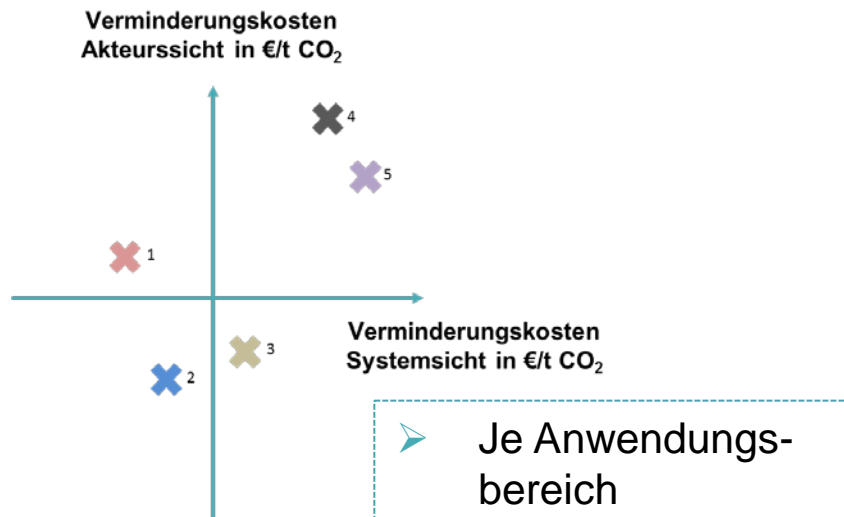 Verminderungskosten
Akteurssicht in €/t CO₂
4
5
1
Verminderungskosten
Systemsicht in €/t CO₂
3
2
Je Anwendungs-
bereich